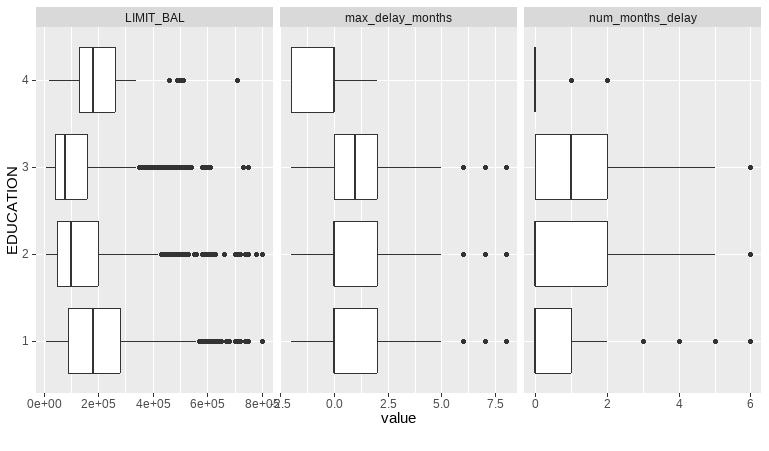 LIMIT_BAL max_delay_months num_months_delay
EDUCATION
4
3
2
1
0e+00 2e+05 4e+05 6e+05 8e+05 -2.5 0.0 2.5 5.0 7.5 0 2 4 6
value